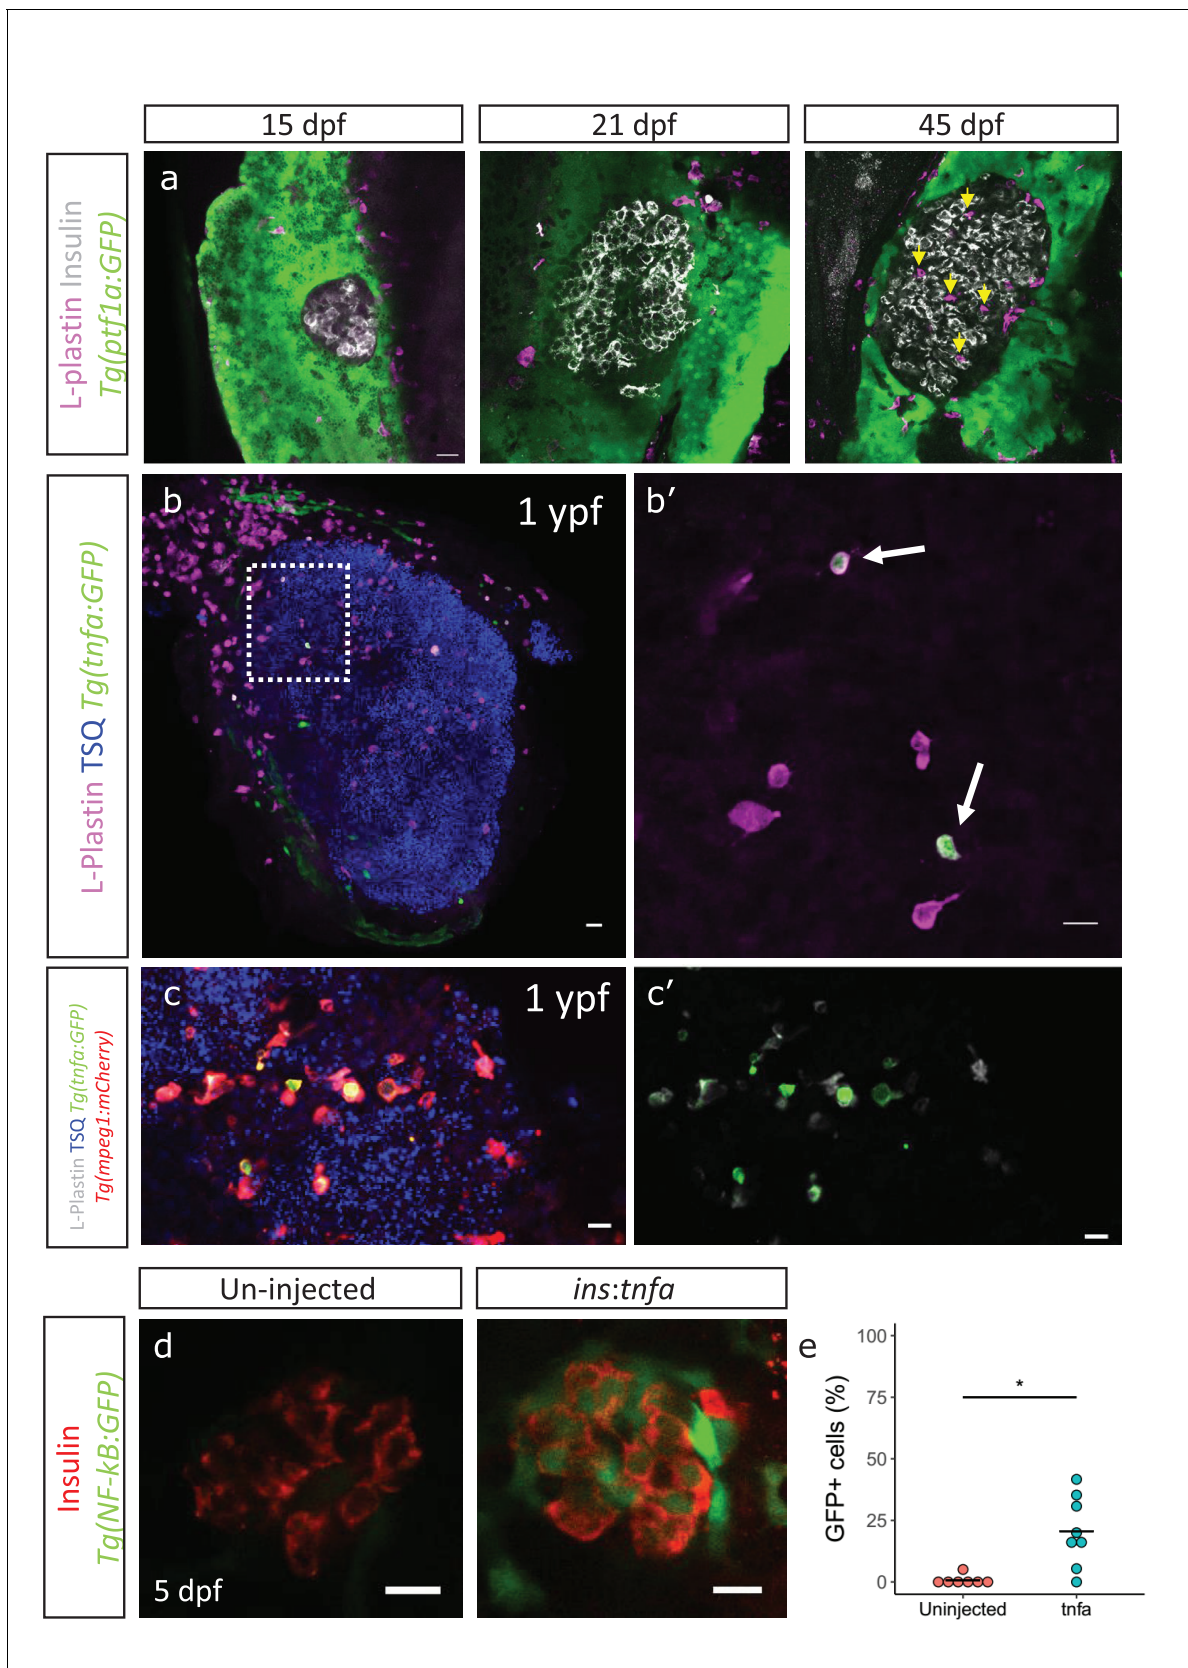 15 dpf
21 dpf
45 dpf
L-plastin Insulin
Tg(ptf1a:GFP)
a
L-Plastin TSQ Tg(tnfa:GFP)
b
1 ypf
b′
L-Plastin TSQ Tg(tnfa:GFP)
Tg(mpeg1:mCherry)
c
1 ypf
c′
Un-injected
ins:tnfa
Insulin
Tg(NF-kB:GFP)
d
5 dpf
e
GFP+ cells (%)
100
75
50
25
0
*
Uninjected
tnfa